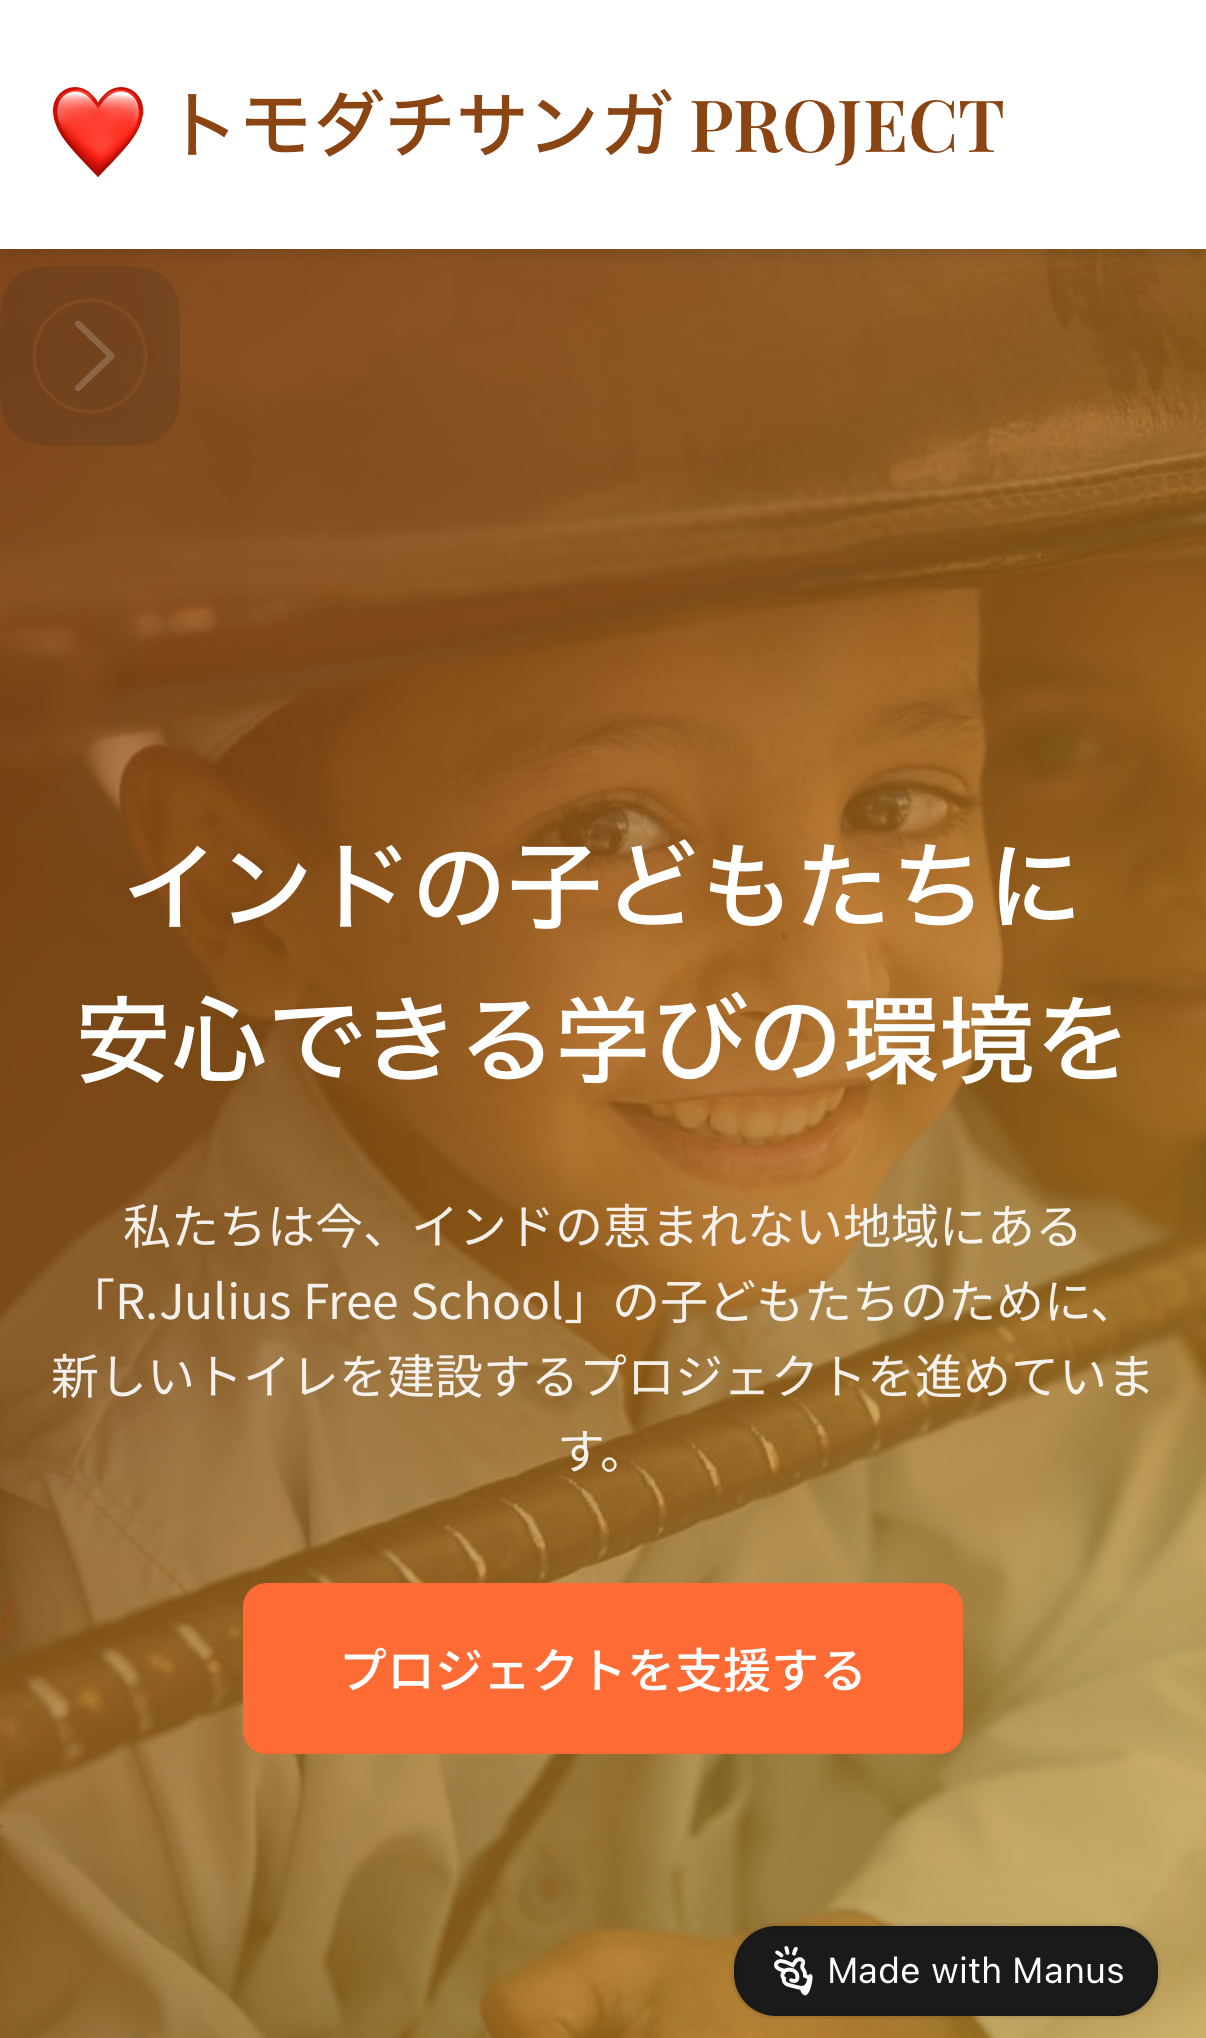 トモダチサンガ PROJECT
インドの子どもたちに
安心できる学びの環境を
私たちは今、インドの恵まれない地域にある
「R.Julius Free School」の子どもたちのために、
新しいトイレを建設するプロジェクトを進めていま
す。
プロジェクトを支援する
Made with Manus